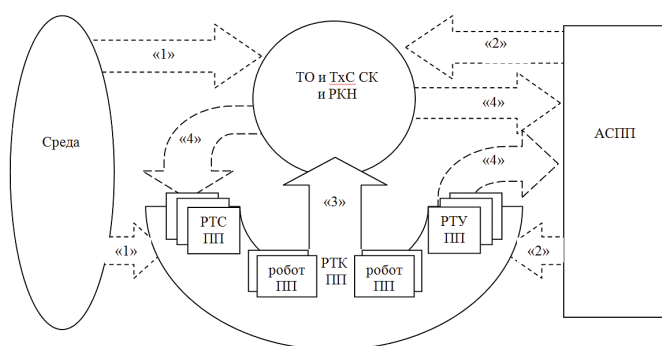 «1»
«2»
ТО и ТхС СК
и РКН
«4»
Среда
«4»
АСПП
«4»
«3»
РТС
ПП
РТУ
ПП
«1»
«2»
робот
ПП
РТК
ПП
робот
ПП